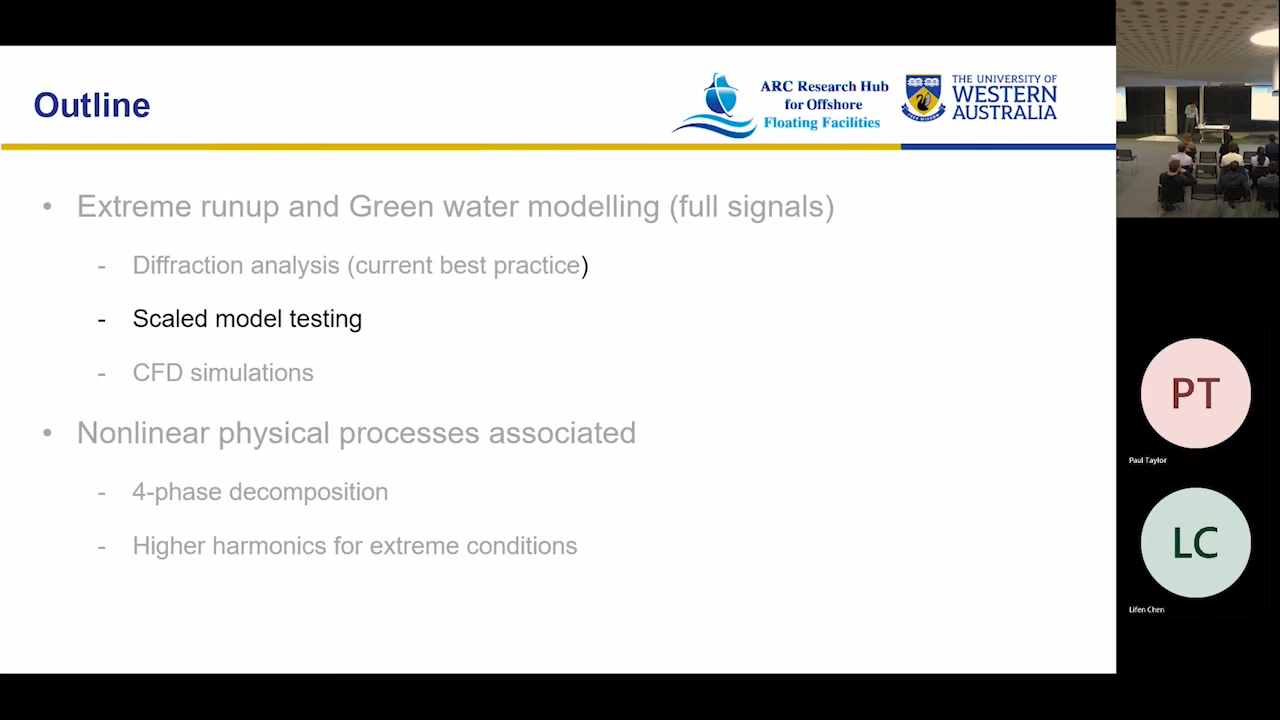 Outline
ARC Research Hub
for Offshore
Floating Facilities
THE UNIVERSITY OF
WESTERN
AUSTRALIA
• Extreme runup and Green water modelling (full signals)
- Diffraction analysis (current best practice)
- Scaled model testing
- CFD simulations
• Nonlinear physical processes associated
- 4-phase decomposition
- Higher harmonics for extreme conditions
PT
Paul Taylor
LC
Lifen Chen